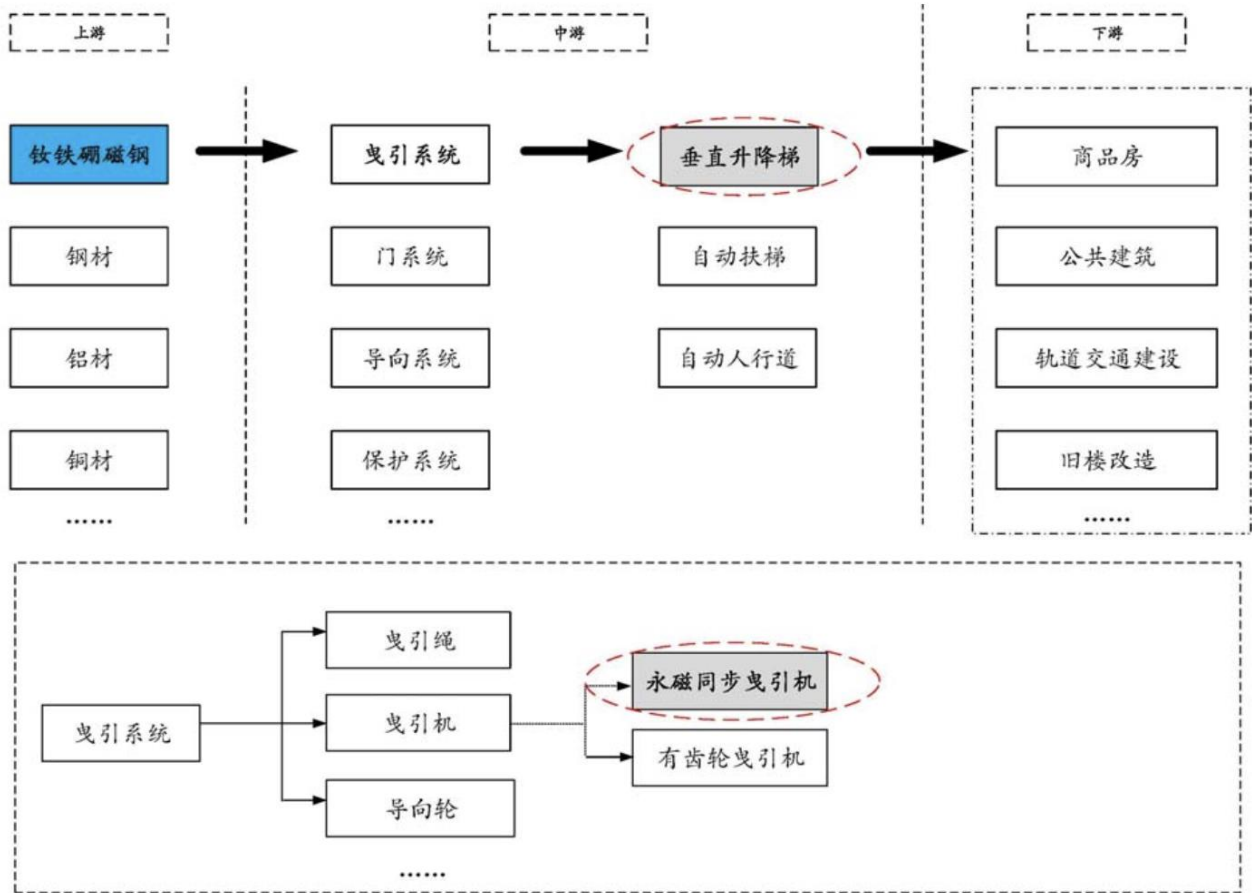 上游
中游
下游
钕铁硼磁钢
曳引系统
垂直升降梯
商品房
钢材
门系统
自动扶梯
公共建筑
铝材
导向系统
自动人行道
轨道交通建设
铜材
保护系统
旧楼改造
……
……
……
曳引绳
永磁同步曳引机
曳引系统
曳引机
有齿轮曳引机
导向轮
……